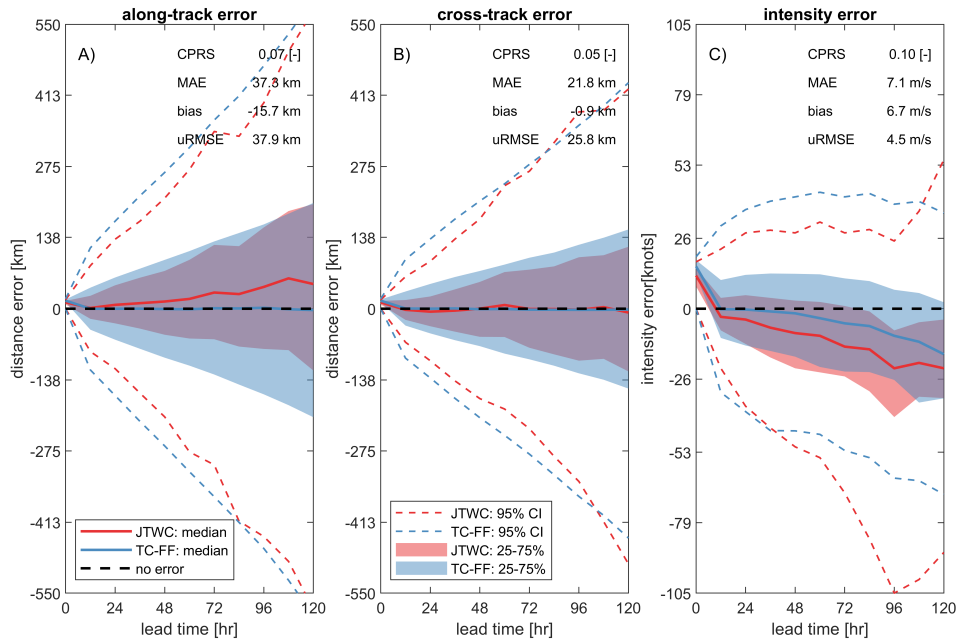 along-track error
A)
CPRS 0.07 [-]
MAE 37.3 km
bias -15.7 km
uRMSE 37.9 km
550
413
275
138
0
-138
-275
-413
-550
distance error [km]
JTWC: median
TC-FF: median
no error
0 24 48 72 96 120
lead time [hr]
cross-track error
B)
CPRS 0.05 [-]
MAE 21.8 km
bias -0.9 km
uRMSE 25.8 km
550
413
275
138
0
-138
-275
-413
-550
distance error [km]
JTWC: 95% CI
TC-FF: 95% CI
JTWC: 25-75%
TC-FF: 25-75%
0 24 48 72 96 120
lead time [hr]
intensity error
C)
CPRS 0.10 [-]
MAE 7.1 m/s
bias 6.7 m/s
uRMSE 4.5 m/s
105
79
53
26
0
-26
-53
-79
-105
intensity error[knots]
0 24 48 72 96 120
lead time [hr]